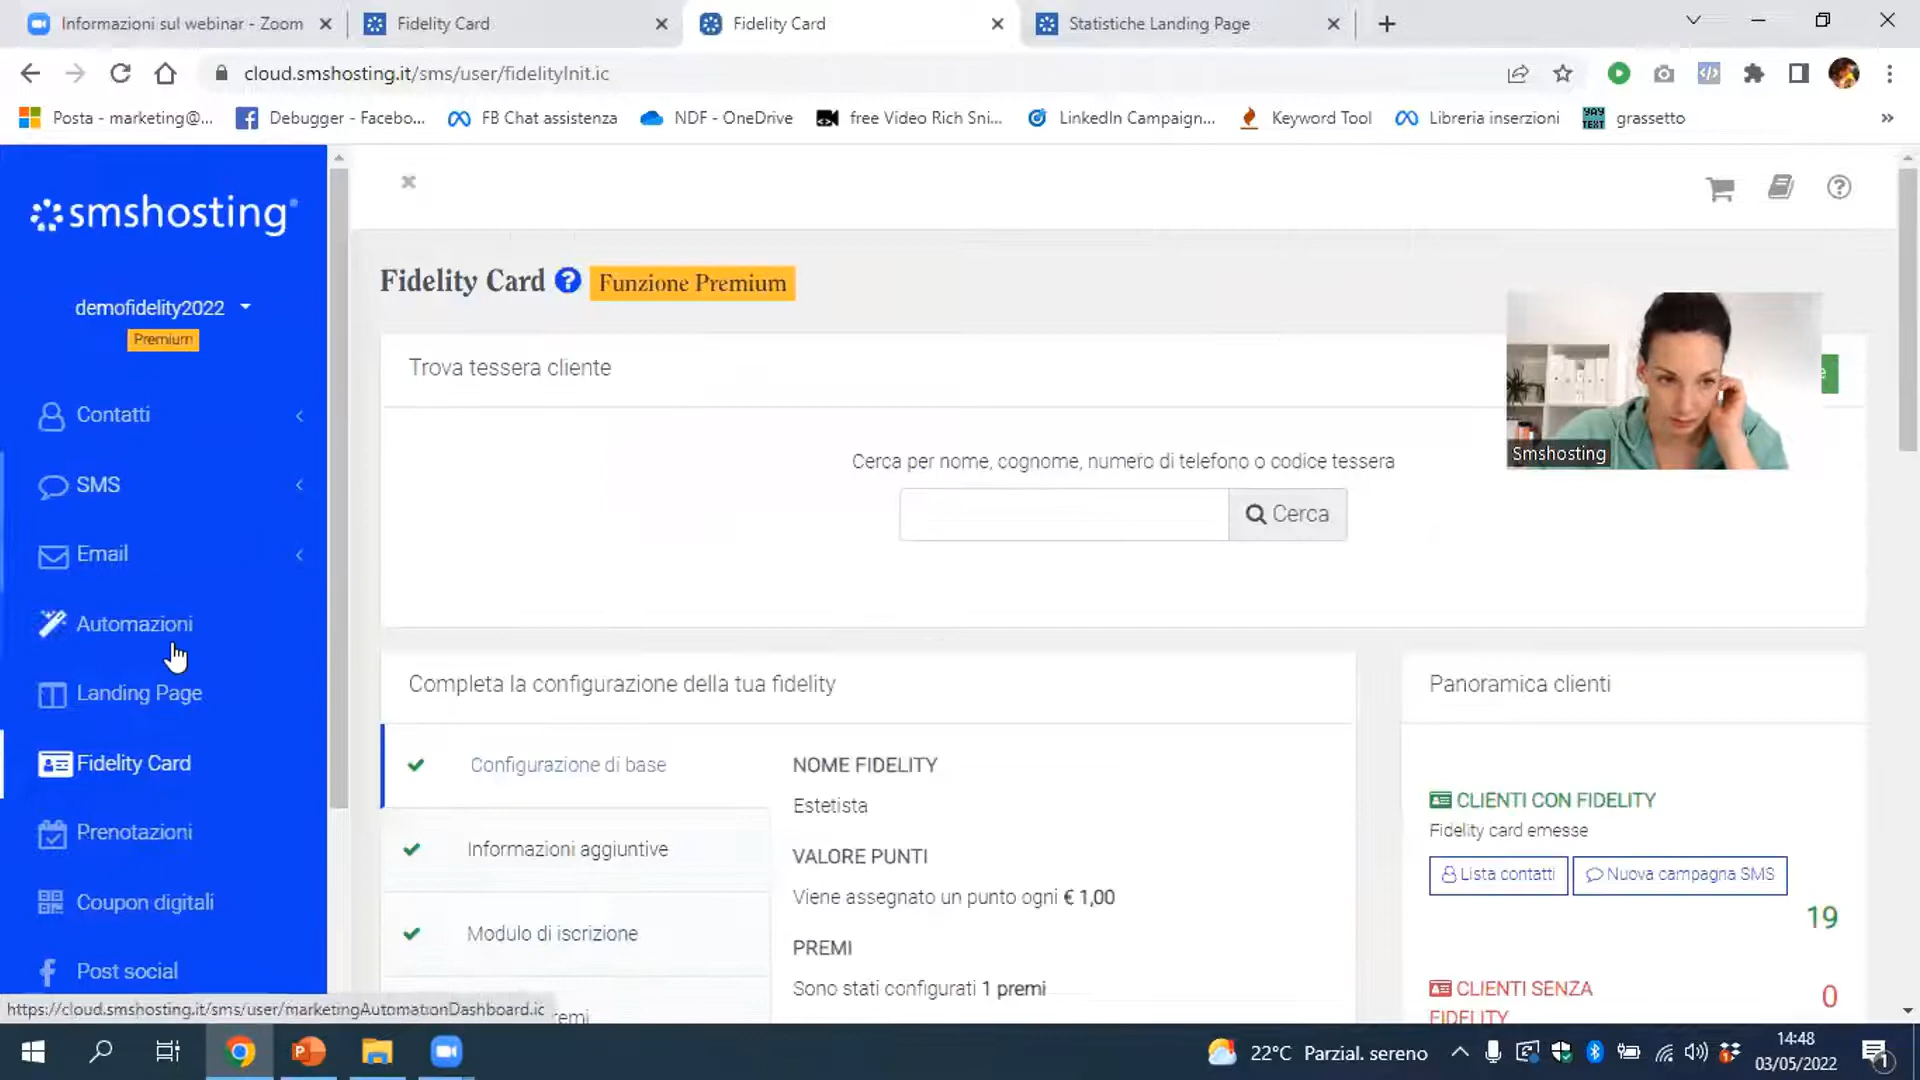 Informazioni sul webinar - Zoom
Fidelity Card
Fidelity Card
Statistiche Landing Page
cloud.smshosting.it/sms/user/fidelityInit.ic
Posta - marketing@...
Debugger - Facebo...
FB Chat assistenza
NDF - OneDrive
free Video Rich Sni...
LinkedIn Campaign...
Keyword Tool
Libreria inserzioni
YAY TEXT
grassetto
»
smshosting®
demofidelity2022
Premium
Contatti
SMS
Email
Automazioni
Landing Page
Fidelity Card
Prenotazioni
Coupon digitali
Post social
https://cloud.smshosting.it/sms/user/marketingAutomationDashboard.ic
Fidelity Card ? Funzione Premium
Trova tessera cliente
Cerca per nome, cognome, numero di telefono o codice tessera
Cerca
Smshosting
Completa la configurazione della tua fidelity
Configurazione di base
Informazioni aggiuntive
Modulo di iscrizione
NOME FIDELITY
Estetista
VALORE PUNTI
Viene assegnato un punto ogni € 1,00
PREMI
Sono stati configurati 1 premi
Panoramica clienti
CLIENTI CON FIDELITY
Fidelity card emesse
Lista contatti
Nuova campagna SMS
19
CLIENTI SENZA
FIDELITY
0
22°C Parzial. sereno
14:48
03/05/2022
1